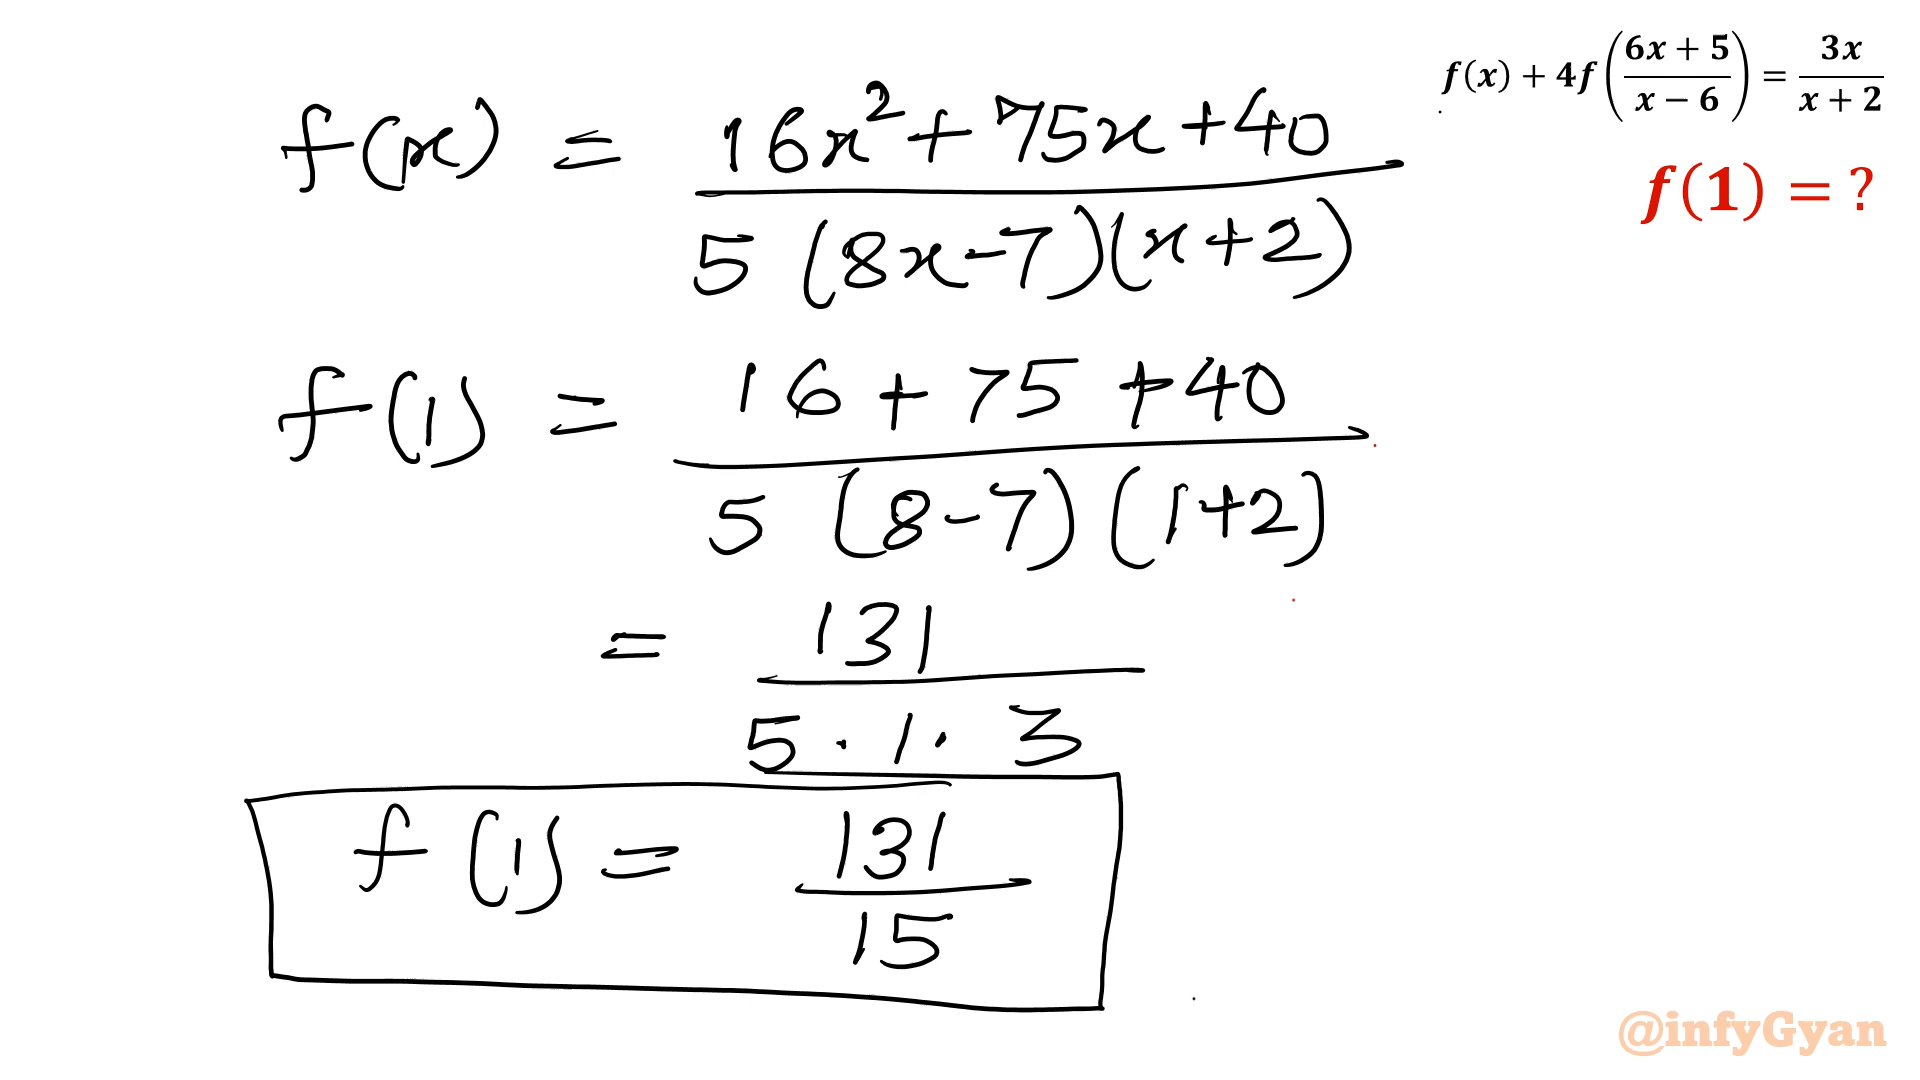 f(x) + 4f((6x + 5)/(x − 6)) = 3x/(x + 2)
f(1) = ?
f(x) = (16x² + 75x + 40)/(5 (8x-7)(x+2))
f(1) = (16 + 75 + 40)/(5 (8-7)(1+2))
= 131/(5 · 1 · 3)
f(1) = 131/15
@infyGyan